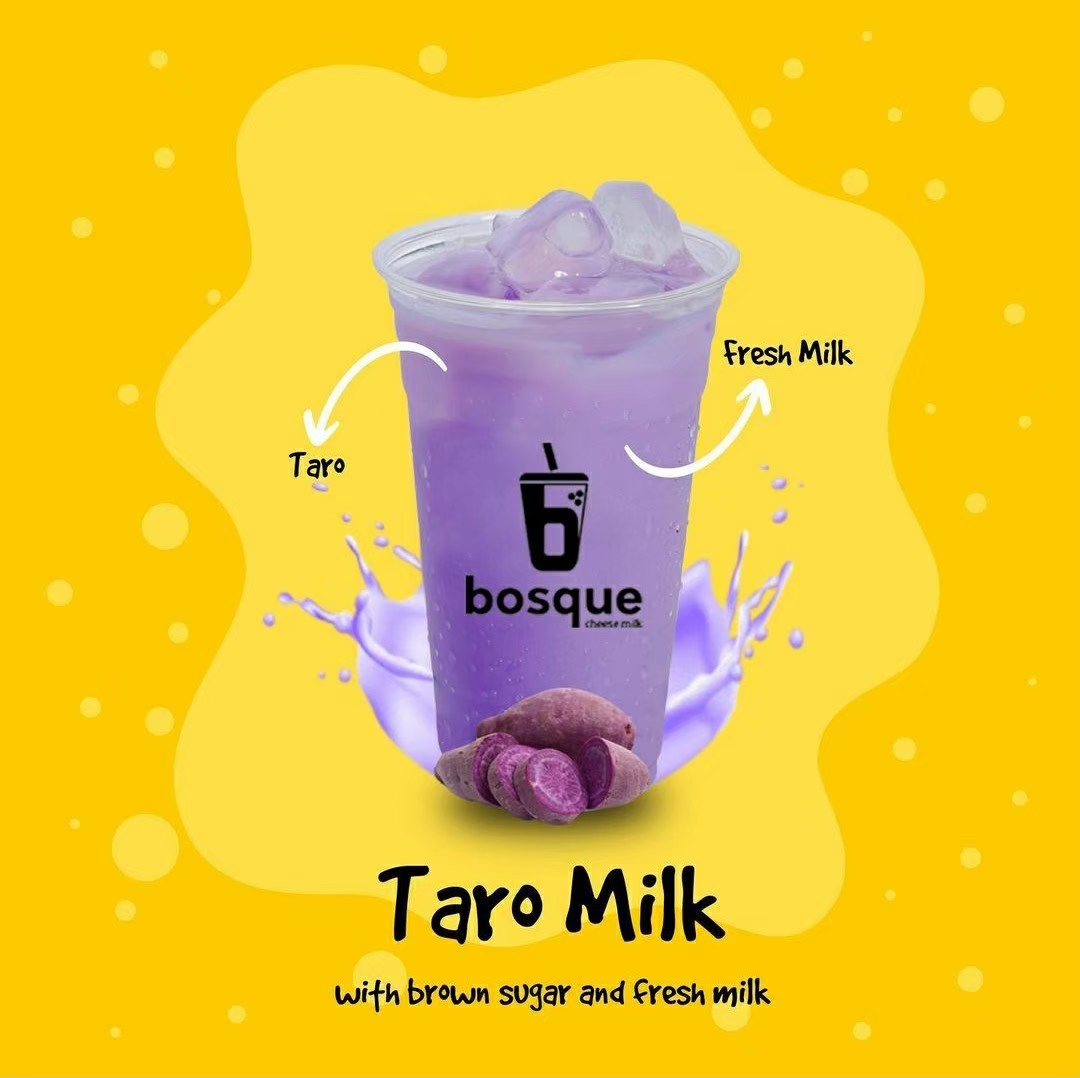 Fresh Milk
Taro
bosque
cheese milk
Taro Milk
with brown sugar and fresh milk